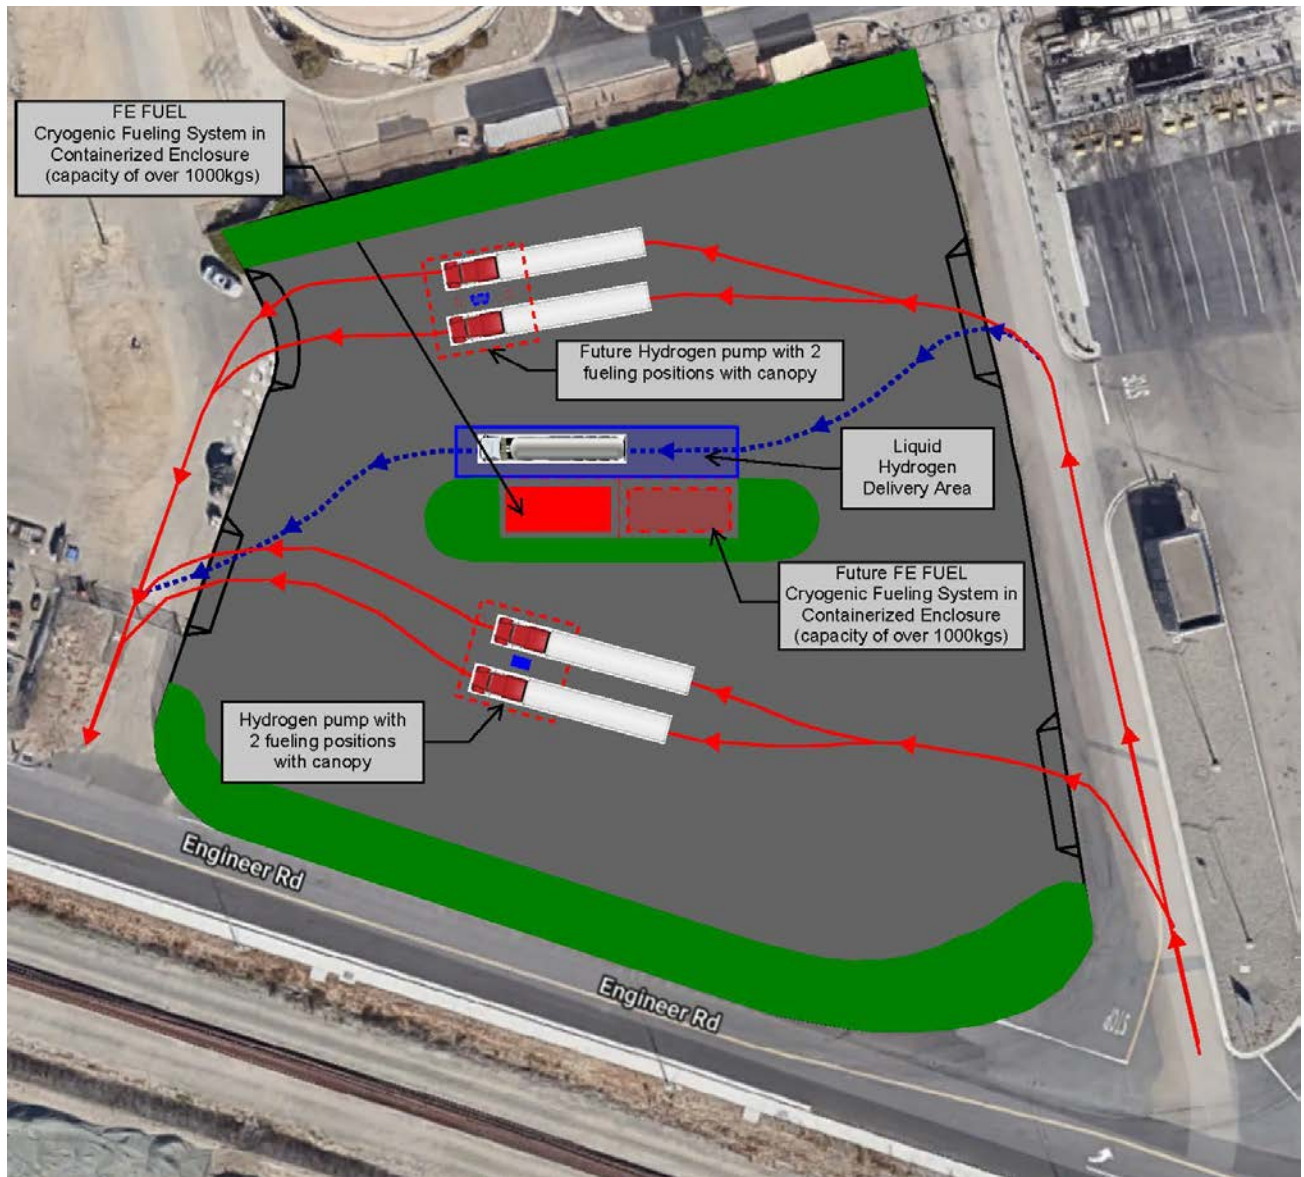 FE FUEL
Cryogenic Fueling System in
Containerized Enclosure
(capacity of over 1000kgs)
Future Hydrogen pump with 2
fueling positions with canopy
STOP
Liquid
Hydrogen
Delivery Area
Future FE FUEL
Cryogenic Fueling System in
Containerized Enclosure
(capacity of over 1000kgs)
Hydrogen pump with
2 fueling positions
with canopy
Engineer Rd
Engineer Rd
STOP